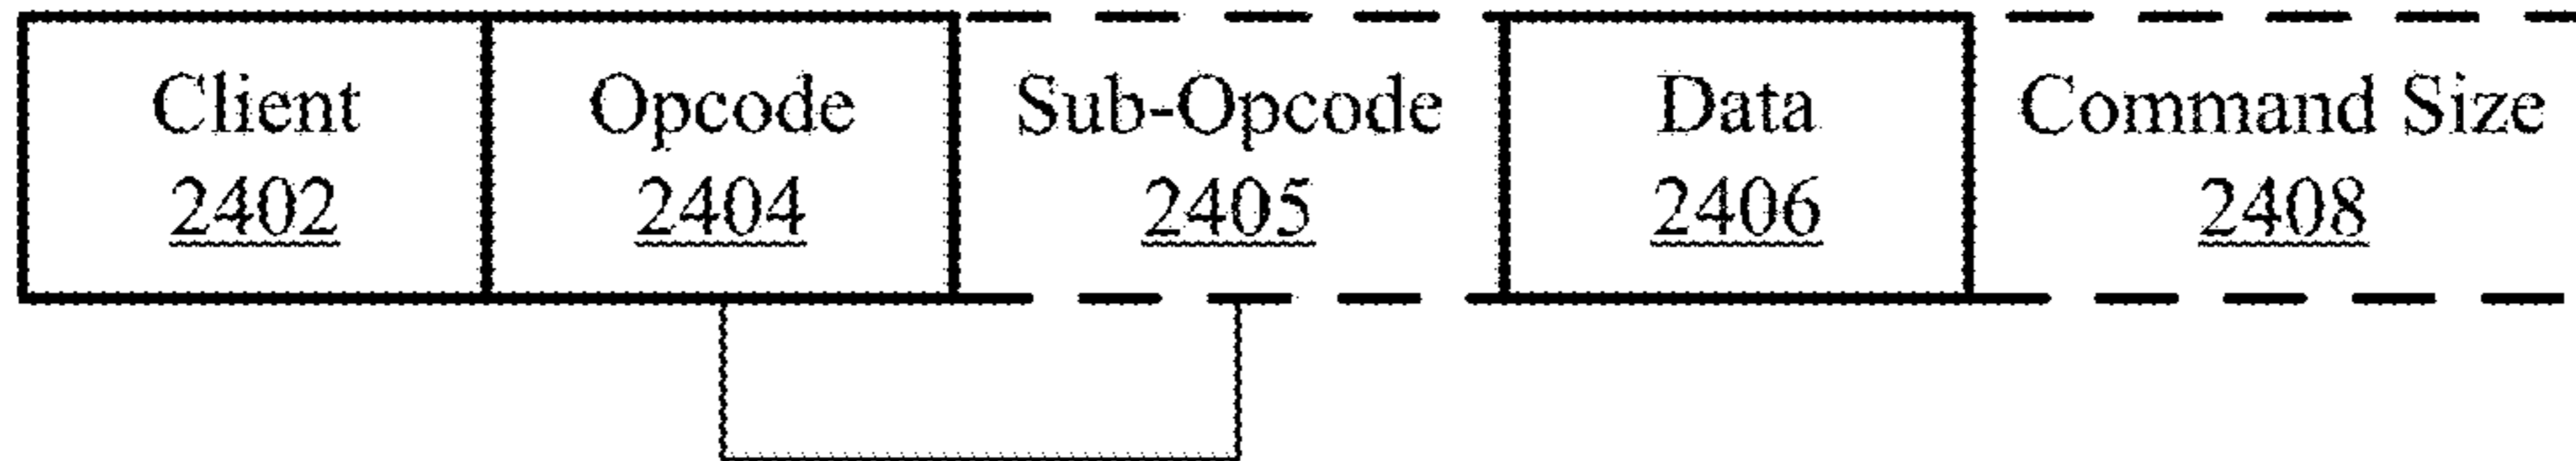 Client Opcode Sub-Opcode Data Command Size
2402 2404 2405 2406 2408